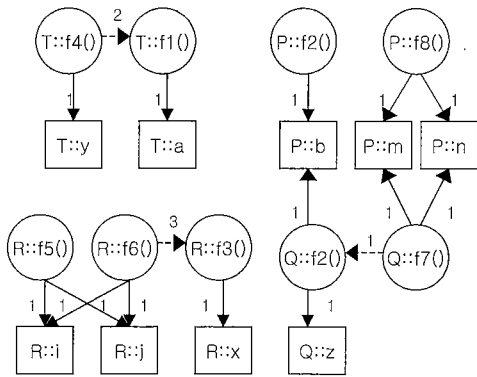 2
T::f4() T::f1() P::f2() P::f8()
1 1 1 1 1
T::y T::a P::b P::m P::n
3 1 1 1
R::f5() R::f6() R::f3() Q::f2() 1 Q::f7()
1 1 1 1 1 1
R::i R::j R::x Q::z